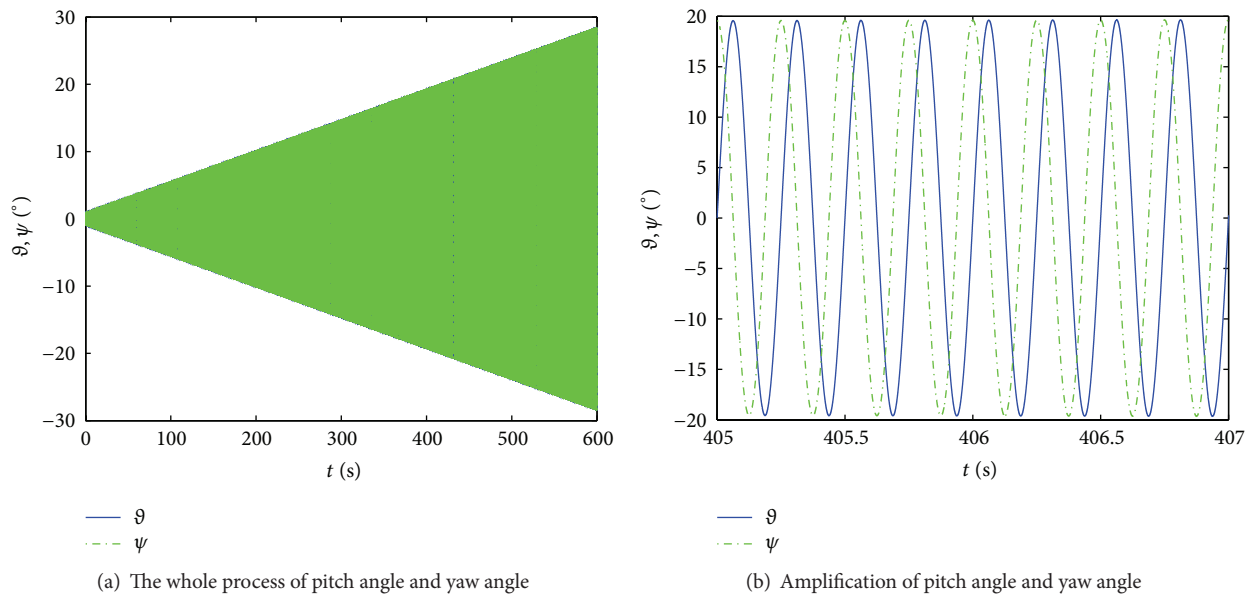 30
20
10
0
−10
−20
−30
ϑ, ψ (°)
0
100
200
300
400
500
600
t (s)
ϑ
ψ
(a) The whole process of pitch angle and yaw angle
20
15
10
5
0
−5
−10
−15
−20
ϑ, ψ (°)
405
405.5
406
406.5
407
t (s)
ϑ
ψ
(b) Amplification of pitch angle and yaw angle